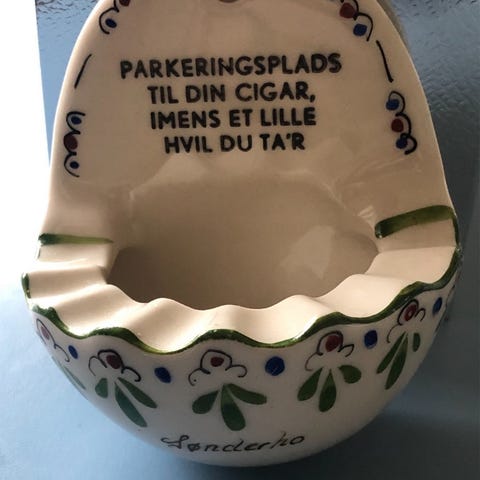 PARKERINGSPLADS
TIL DIN CIGAR,
IMENS ET LILLE
HVIL DU TA'R
Sønderho